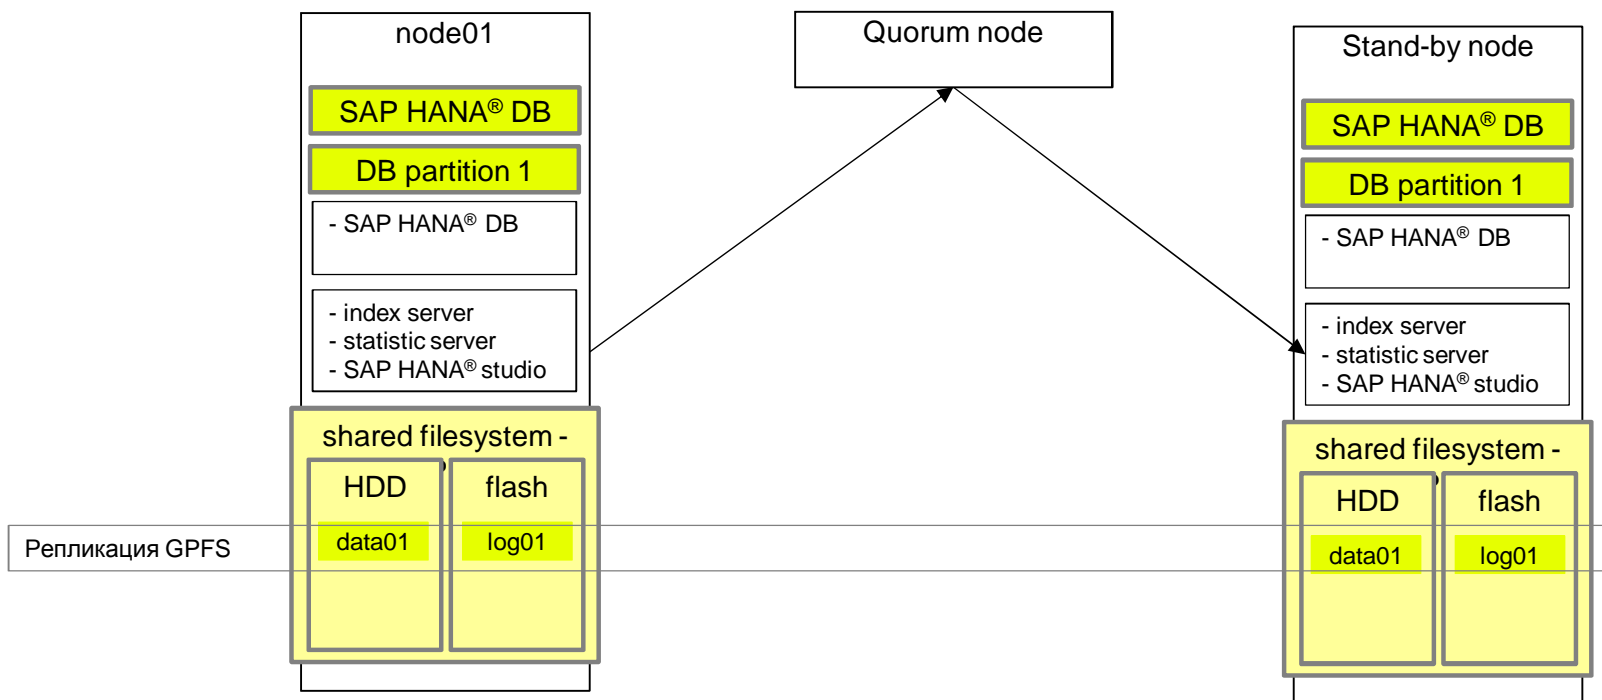 node01
SAP HANA® DB
DB partition 1
- SAP HANA® DB
- index server
- statistic server
- SAP HANA® studio
shared filesystem -
HDD
flash
data01
log01
Quorum node
Stand-by node
SAP HANA® DB
DB partition 1
- SAP HANA® DB
- index server
- statistic server
- SAP HANA® studio
shared filesystem -
HDD
flash
data01
log01
Репликация GPFS